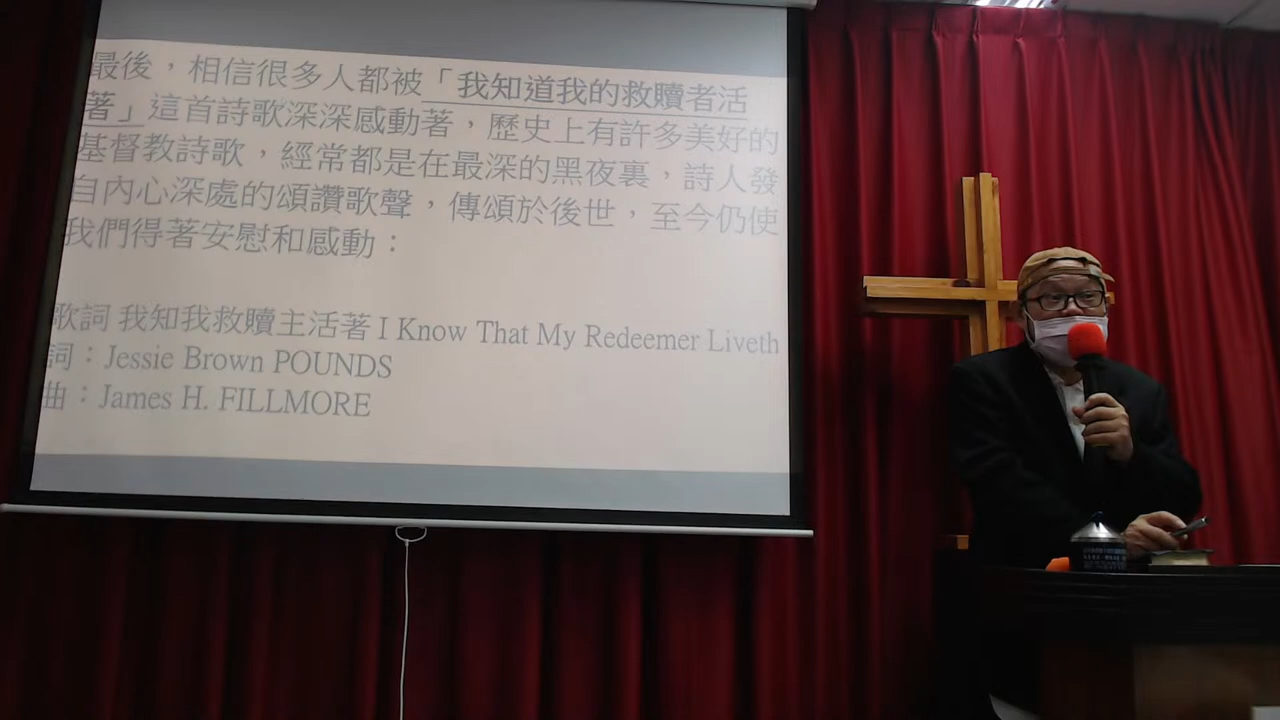 最後，相信很多人都被「我知道我的救贖者活
著」這首詩歌深深感動著，歷史上有許多美好的
基督教詩歌，經常都是在最深的黑夜裏，詩人發
自內心深處的頌讚歌聲，傳頌於後世，至今仍使
我們得著安慰和感動：
歌詞 我知我救贖主活著 I Know That My Redeemer Liveth
詞：Jessie Brown POUNDS
曲：James H. FILLMORE